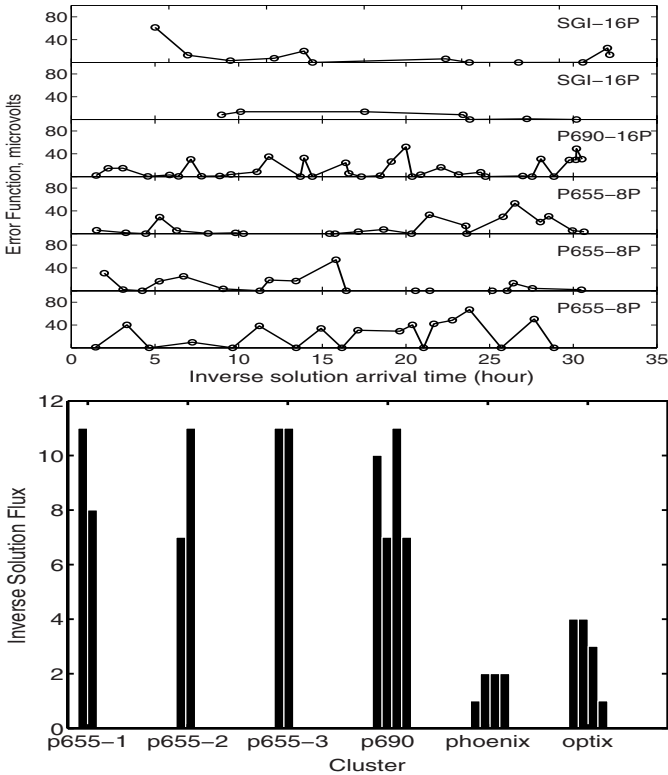 80
40
SGI−16P
80
40
SGI−16P
80
40
P690−16P
80
40
P655−8P
80
40
P655−8P
80
40
P655−8P
Error Function, microvolts
0 5 10 15 20 25 30 35
Inverse solution arrival time (hour)
12
10
8
6
4
2
0
Inverse Solution Flux
p655−1 p655−2 p655−3 p690 phoenix optix
Cluster